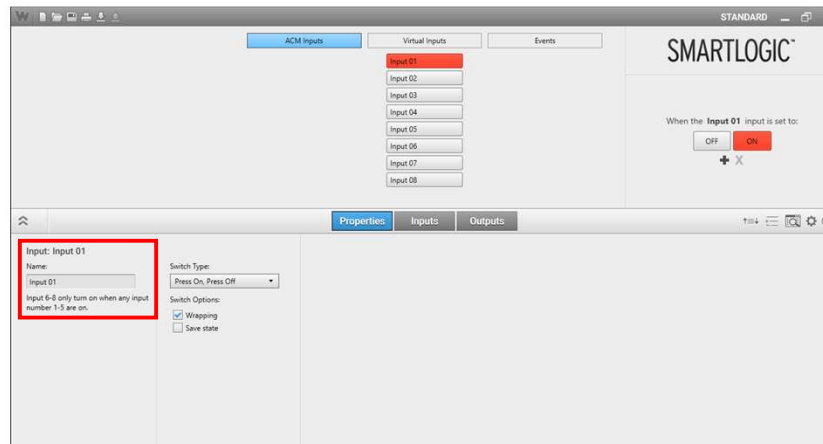 STANDARD
ACM Inputs
Virtual Inputs
Events
Input 01
Input 02
Input 03
Input 04
Input 05
Input 06
Input 07
Input 08
SMARTLOGIC™
When the Input 01 input is set to:
OFF
ON
Properties
Inputs
Outputs
Input: Input 01
Name:
Input 01
Input 6-8 only turn on when any input
number 1-5 are on.
Switch Type:
Press On, Press Off
Switch Options:
Wrapping
Save state